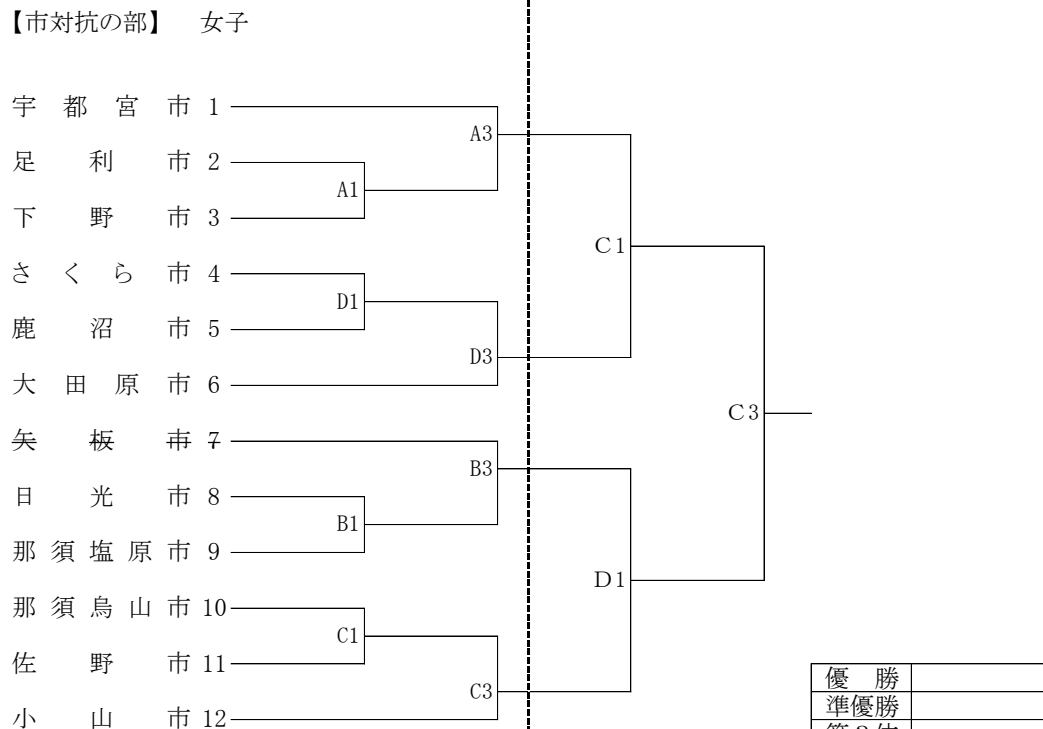 【市対抗の部】 女子
宇都宮市 1
A3
足利市 2
A1
下野市 3
C1
さくら市 4
D1
鹿沼市 5
D3
大田原市 6
C3
矢板市 7
B3
日光市 8
B1
那須塩原市 9
D1
那須烏山市 10
C1
佐野市 11
C3
優勝
準優勝
小山市 12